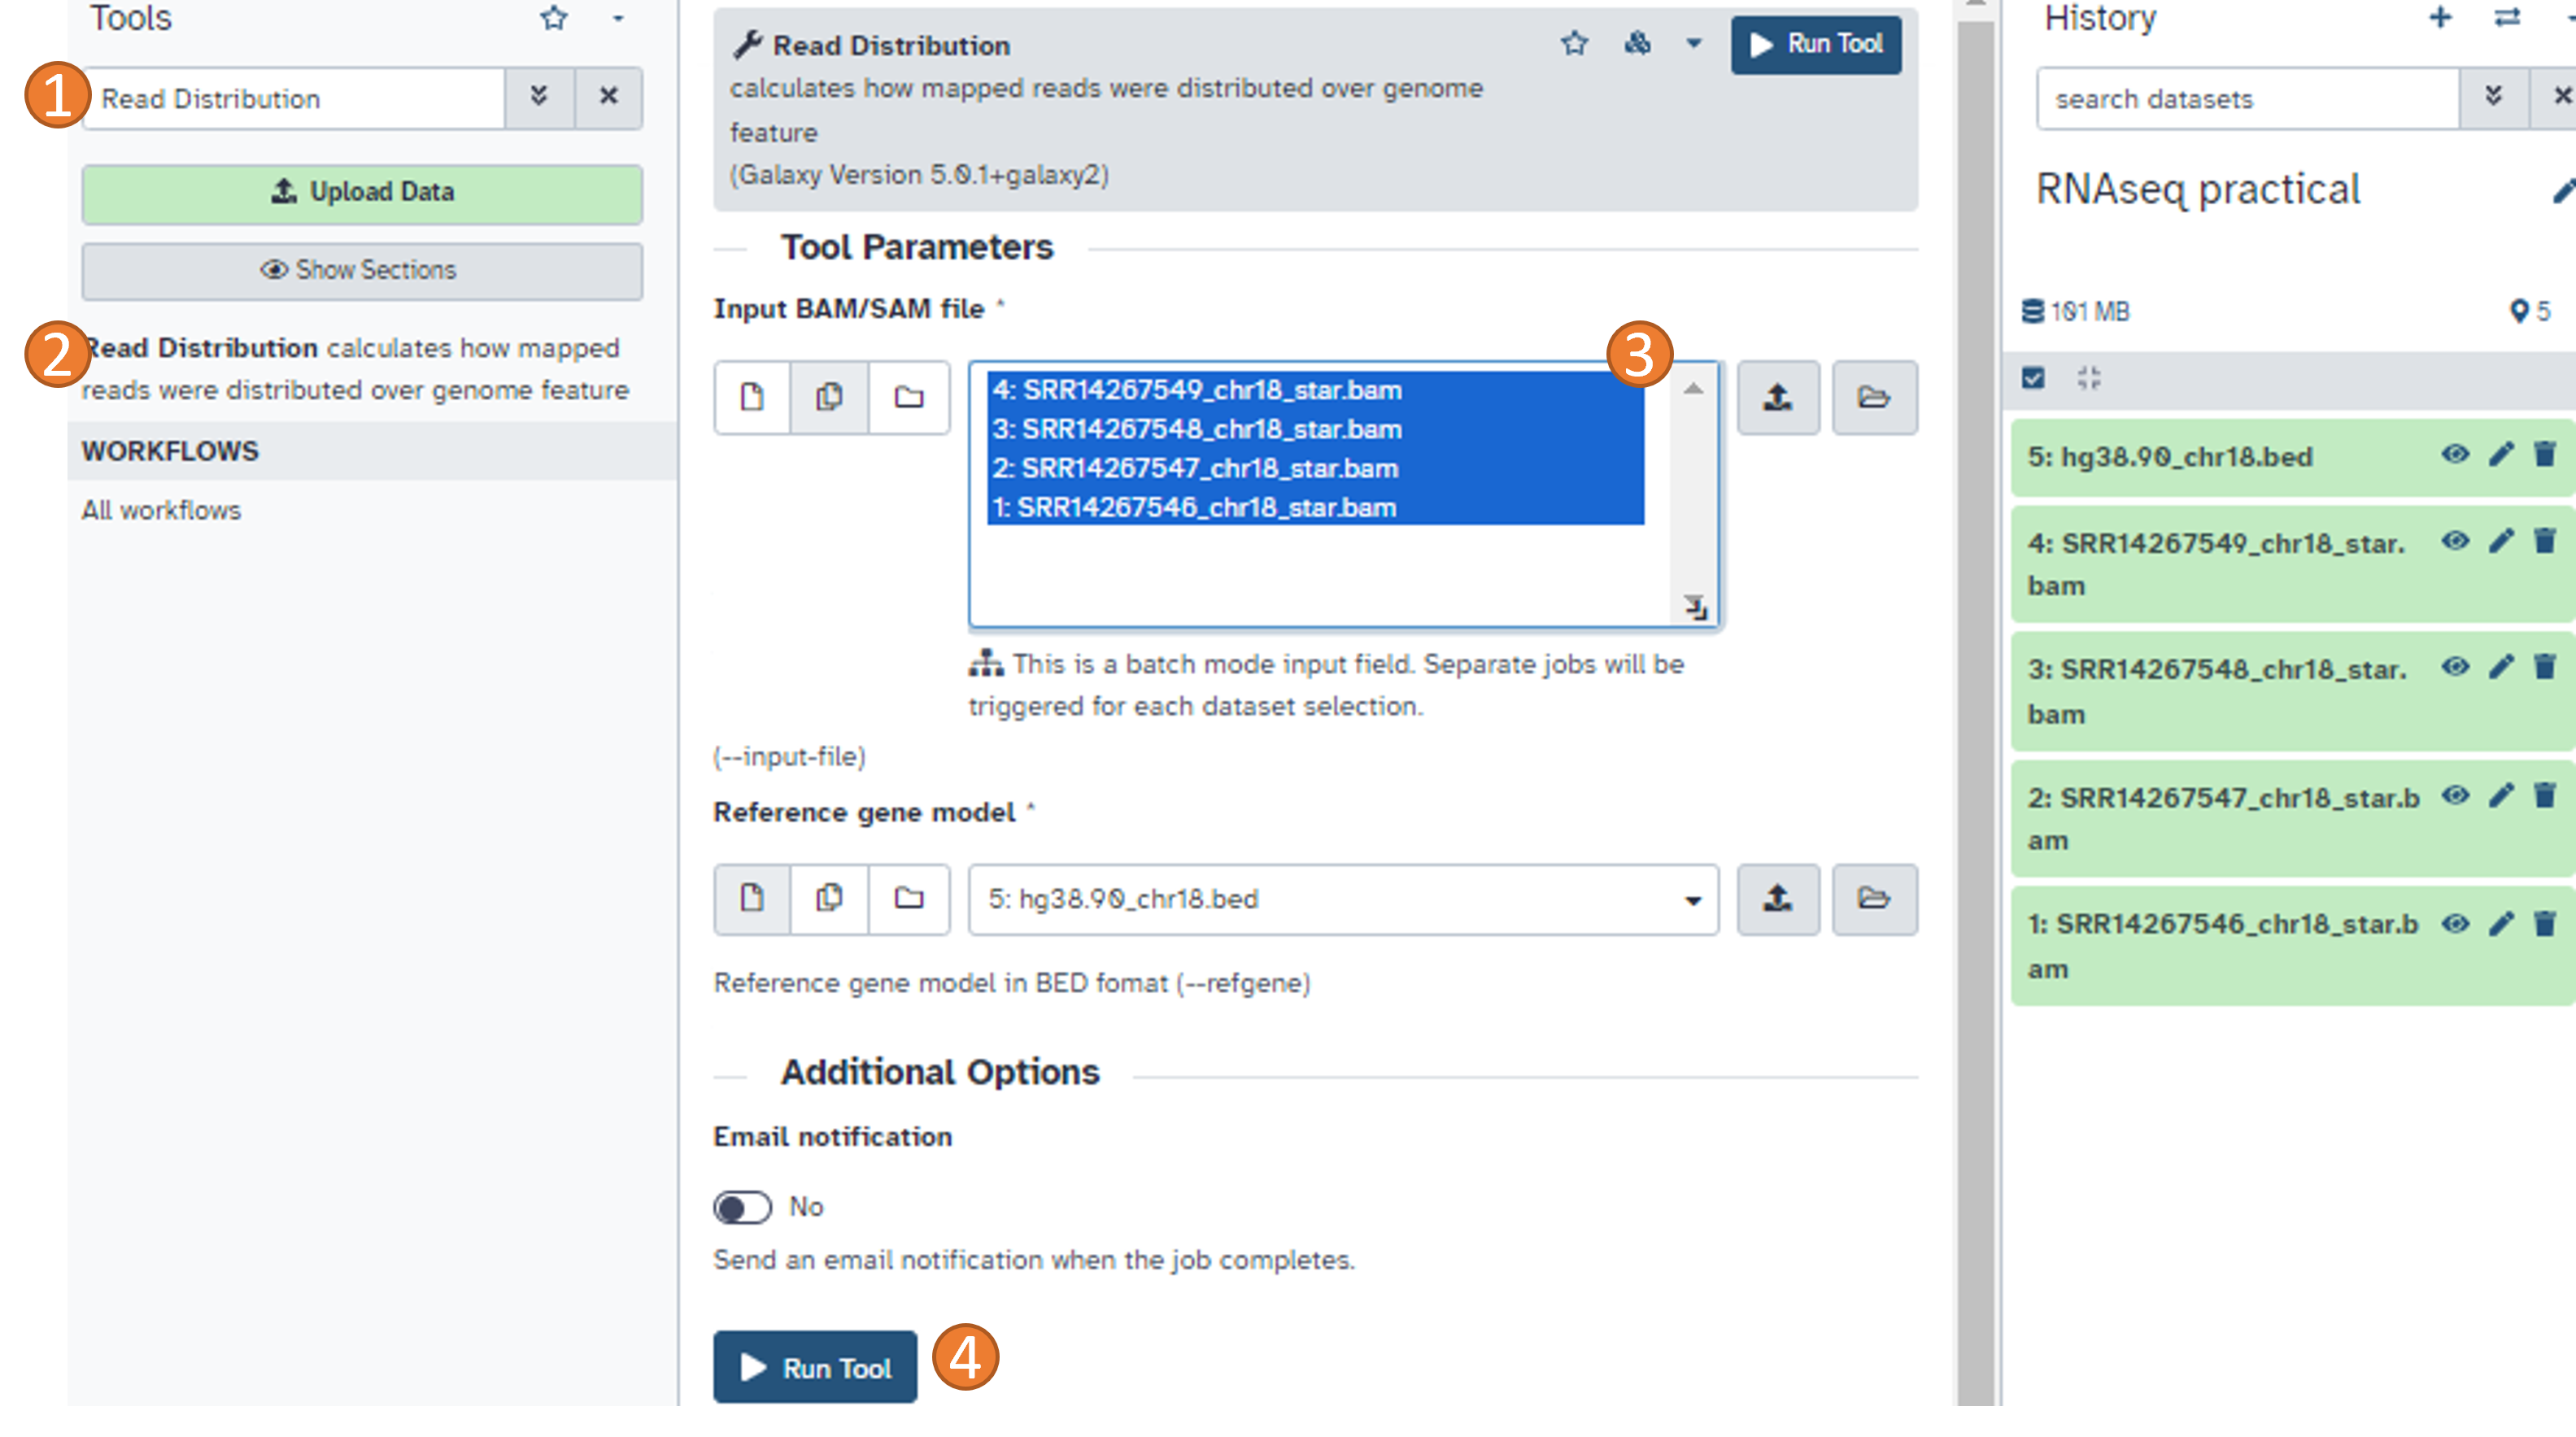 Tools
1
Read Distribution
Upload Data
Show Sections
2
Read Distribution calculates how mapped
reads were distributed over genome feature
WORKFLOWS
All workflows
Read Distribution
Run Tool
calculates how mapped reads were distributed over genome
feature
(Galaxy Version 5.0.1+galaxy2)
Tool Parameters
Input BAM/SAM file *
3
4: SRR14267549_chr18_star.bam
3: SRR14267548_chr18_star.bam
2: SRR14267547_chr18_star.bam
1: SRR14267546_chr18_star.bam
This is a batch mode input field. Separate jobs will be
triggered for each dataset selection.
(--input-file)
Reference gene model *
5: hg38.90_chr18.bed
Reference gene model in BED fomat (--refgene)
Additional Options
Email notification
No
Send an email notification when the job completes.
Run Tool
4
History
search datasets
RNAseq practical
191 MB
5
5: hg38.90_chr18.bed
4: SRR14267549_chr18_star.
bam
3: SRR14267548_chr18_star.
bam
2: SRR14267547_chr18_star.b
am
1: SRR14267546_chr18_star.b
am